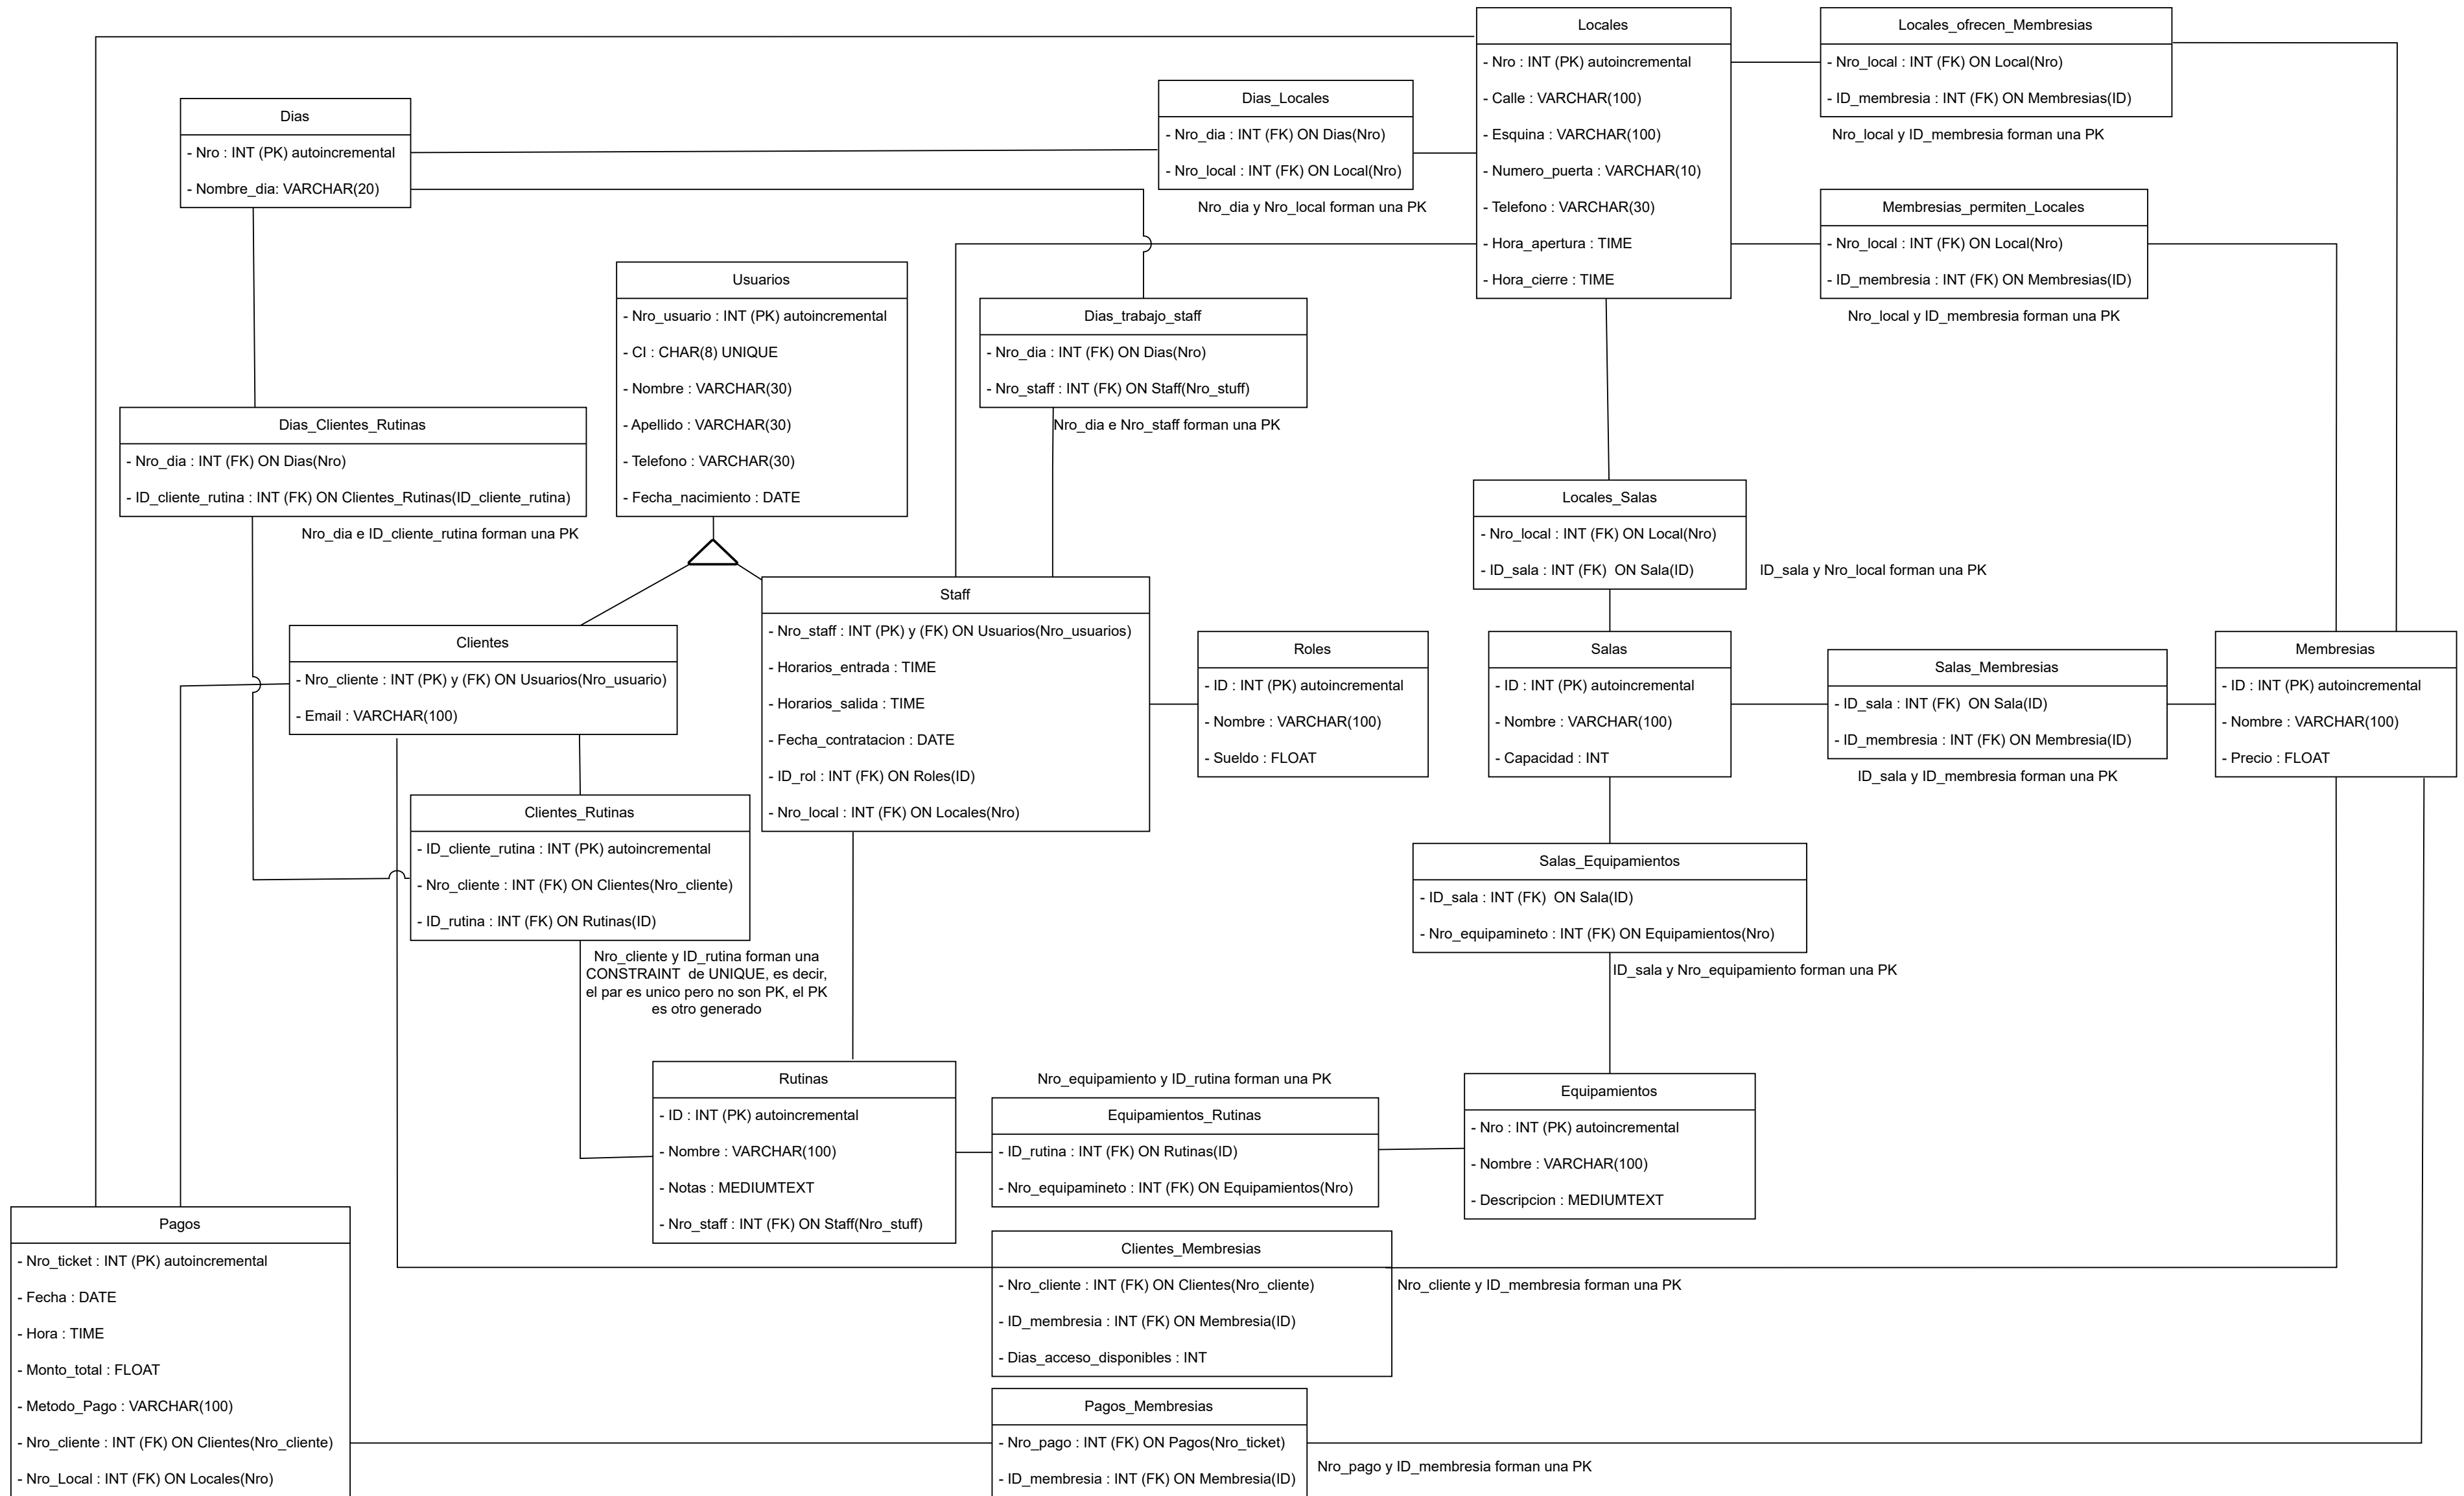 Locales
- Nro : INT (PK) autoincremental
- Calle : VARCHAR(100)
- Esquina : VARCHAR(100)
- Numero_puerta : VARCHAR(10)
- Telefono : VARCHAR(30)
- Hora_apertura : TIME
- Hora_cierre : TIME
Locales_ofrecen_Membresias
- Nro_local : INT (FK) ON Local(Nro)
- ID_membresia : INT (FK) ON Membresias(ID)
Nro_local y ID_membresia forman una PK
Dias_Locales
- Nro_dia : INT (FK) ON Dias(Nro)
- Nro_local : INT (FK) ON Local(Nro)
Nro_dia y Nro_local forman una PK
Dias
- Nro : INT (PK) autoincremental
- Nombre_dia: VARCHAR(20)
Membresias_permiten_Locales
- Nro_local : INT (FK) ON Local(Nro)
- ID_membresia : INT (FK) ON Membresias(ID)
Nro_local y ID_membresia forman una PK
Usuarios
- Nro_usuario : INT (PK) autoincremental
- CI : CHAR(8) UNIQUE
- Nombre : VARCHAR(30)
- Apellido : VARCHAR(30)
- Telefono : VARCHAR(30)
- Fecha_nacimiento : DATE
Dias_trabajo_staff
- Nro_dia : INT (FK) ON Dias(Nro)
- Nro_staff : INT (FK) ON Staff(Nro_stuff)
Nro_dia e Nro_staff forman una PK
Dias_Clientes_Rutinas
- Nro_dia : INT (FK) ON Dias(Nro)
- ID_cliente_rutina : INT (FK) ON Clientes_Rutinas(ID_cliente_rutina)
Nro_dia e ID_cliente_rutina forman una PK
Locales_Salas
- Nro_local : INT (FK) ON Local(Nro)
- ID_sala : INT (FK)  ON Sala(ID)
ID_sala y Nro_local forman una PK
Staff
- Nro_staff : INT (PK) y (FK) ON Usuarios(Nro_usuarios)
- Horarios_entrada : TIME
- Horarios_salida : TIME
- Fecha_contratacion : DATE
- ID_rol : INT (FK) ON Roles(ID)
- Nro_local : INT (FK) ON Locales(Nro)
Clientes
- Nro_cliente : INT (PK) y (FK) ON Usuarios(Nro_usuario)
- Email : VARCHAR(100)
Roles
- ID : INT (PK) autoincremental
- Nombre : VARCHAR(100)
- Sueldo : FLOAT
Salas
- ID : INT (PK) autoincremental
- Nombre : VARCHAR(100)
- Capacidad : INT
Salas_Membresias
- ID_sala : INT (FK)  ON Sala(ID)
- ID_membresia : INT (FK) ON Membresia(ID)
ID_sala y ID_membresia forman una PK
Membresias
- ID : INT (PK) autoincremental
- Nombre : VARCHAR(100)
- Precio : FLOAT
Clientes_Rutinas
- ID_cliente_rutina : INT (PK) autoincremental
- Nro_cliente : INT (FK) ON Clientes(Nro_cliente)
- ID_rutina : INT (FK) ON Rutinas(ID)
Nro_cliente y ID_rutina forman una
CONSTRAINT  de UNIQUE, es decir,
el par es unico pero no son PK, el PK
es otro generado
Salas_Equipamientos
- ID_sala : INT (FK)  ON Sala(ID)
- Nro_equipamineto : INT (FK) ON Equipamientos(Nro)
ID_sala y Nro_equipamiento forman una PK
Rutinas
- ID : INT (PK) autoincremental
- Nombre : VARCHAR(100)
- Notas : MEDIUMTEXT
- Nro_staff : INT (FK) ON Staff(Nro_stuff)
Nro_equipamiento y ID_rutina forman una PK
Equipamientos_Rutinas
- ID_rutina : INT (FK) ON Rutinas(ID)
- Nro_equipamineto : INT (FK) ON Equipamientos(Nro)
Equipamientos
- Nro : INT (PK) autoincremental
- Nombre : VARCHAR(100)
- Descripcion : MEDIUMTEXT
Pagos
- Nro_ticket : INT (PK) autoincremental
- Fecha : DATE
- Hora : TIME
- Monto_total : FLOAT
- Metodo_Pago : VARCHAR(100)
- Nro_cliente : INT (FK) ON Clientes(Nro_cliente)
- Nro_Local : INT (FK) ON Locales(Nro)
Clientes_Membresias
- Nro_cliente : INT (FK) ON Clientes(Nro_cliente)
- ID_membresia : INT (FK) ON Membresia(ID)
- Dias_acceso_disponibles : INT
Nro_cliente y ID_membresia forman una PK
Pagos_Membresias
- Nro_pago : INT (FK) ON Pagos(Nro_ticket)
- ID_membresia : INT (FK) ON Membresia(ID)
Nro_pago y ID_membresia forman una PK